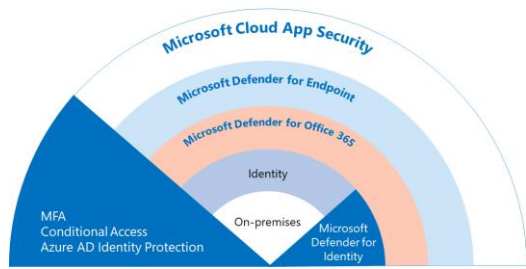 Microsoft Cloud App Security
Microsoft Defender for Endpoint
Microsoft Defender for Office 365
Identity
On-premises
MFA
Conditional Access
Azure AD Identity Protection
Microsoft
Defender for
Identity